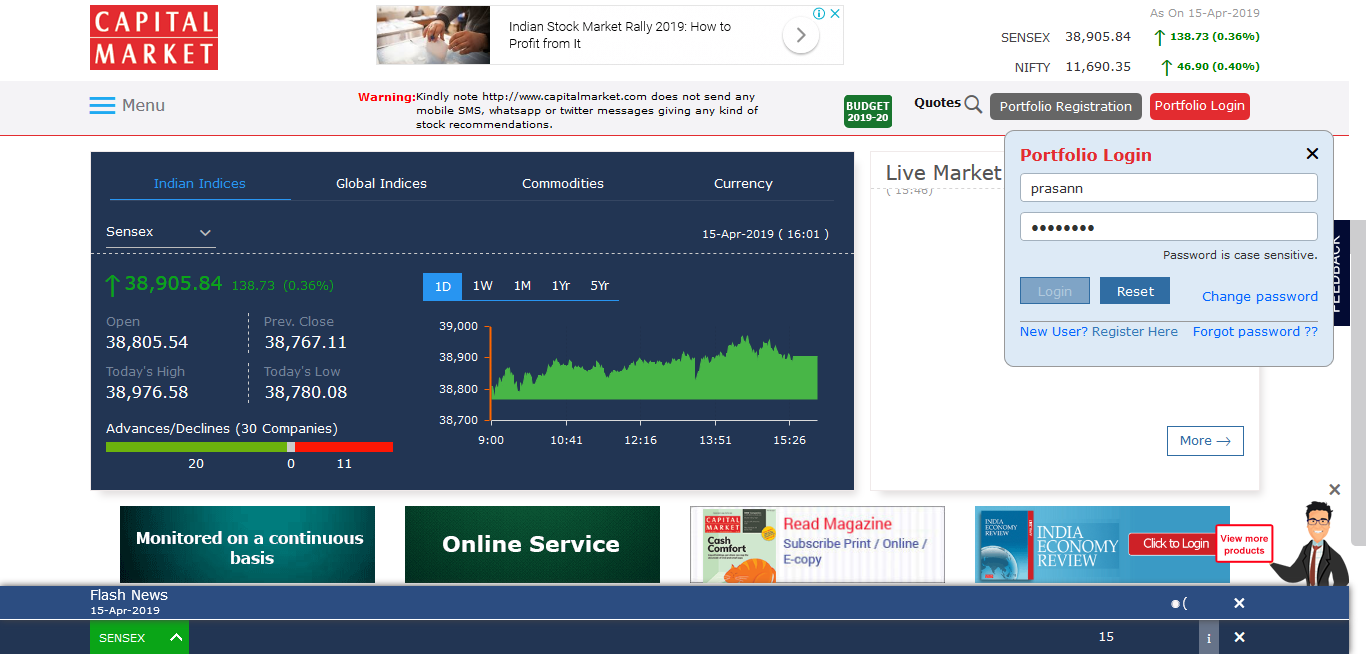 CAPITAL
MARKET
Indian Stock Market Rally 2019: How to
Profit from It
As On 15-Apr-2019
SENSEX 38,905.84 138.73 (0.36%)
NIFTY 11,690.35 46.90 (0.40%)
Menu
Warning:Kindly note http://www.capitalmarket.com does not send any
mobile SMS, whatsapp or twitter messages giving any kind of
stock recommendations.
BUDGET
2019-20
Quotes
Portfolio Registration
Portfolio Login
Portfolio Login
prasann
Password is case sensitive.
Login
Reset
Change password
New User? Register Here
Forgot password ??
FEEDBACK
Indian Indices
Global Indices
Commodities
Currency
Sensex
15-Apr-2019 ( 16:01 )
38,905.84 138.73 (0.36%)
Open
38,805.54
Prev. Close
38,767.11
Today's High
38,976.58
Today's Low
38,780.08
Advances/Declines (30 Companies)
20 0 11
1D 1W 1M 1Yr 5Yr
39,000
38,900
38,800
38,700
9:00 10:41 12:16 13:51 15:26
Live Market
( 15:46)
More
Monitored on a continuous
basis
Online Service
CAPITAL
MARKET
Cash
Comfort
Read Magazine
Subscribe Print / Online /
E-copy
INDIA
ECONOMY
REVIEW
INDIA
ECONOMY
REVIEW
Click to Login
View more
products
Flash News
15-Apr-2019
(
SENSEX
15
i